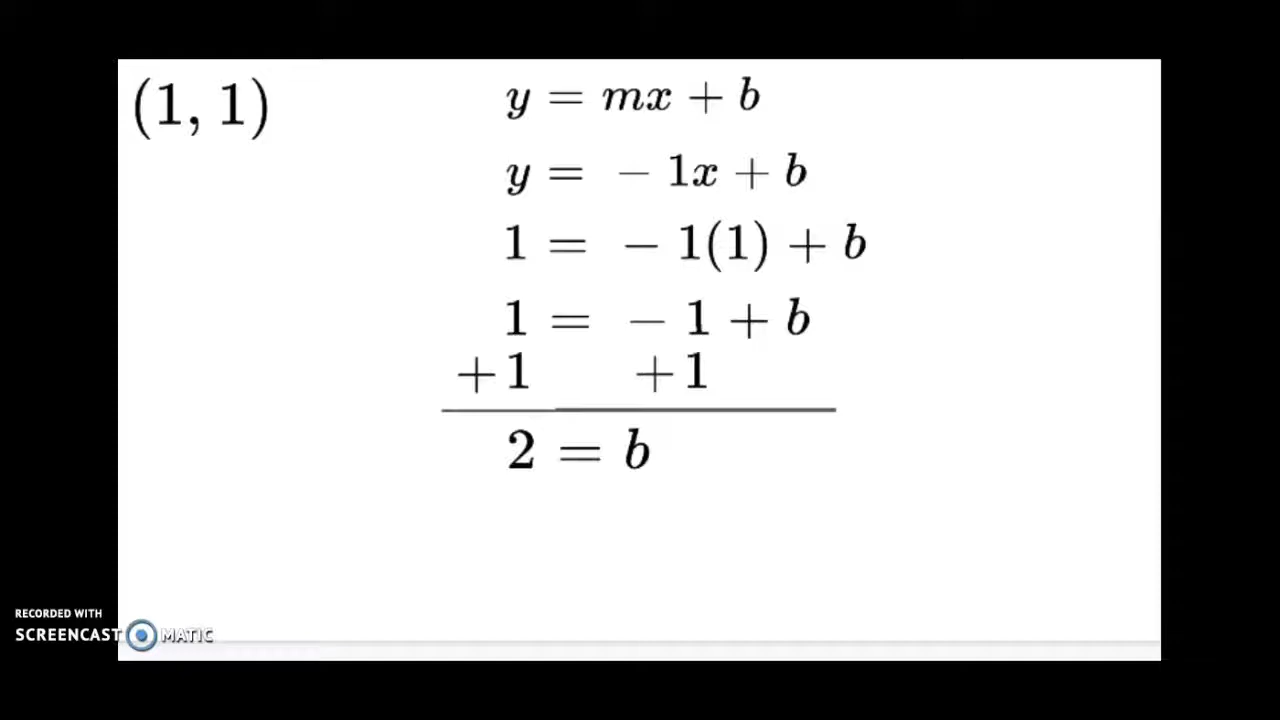 (1, 1)
y = mx + b
y = − 1x + b
1 = − 1(1) + b
1 = − 1 + b
+1 +1
2 = b
RECORDED WITH
SCREENCAST MATIC